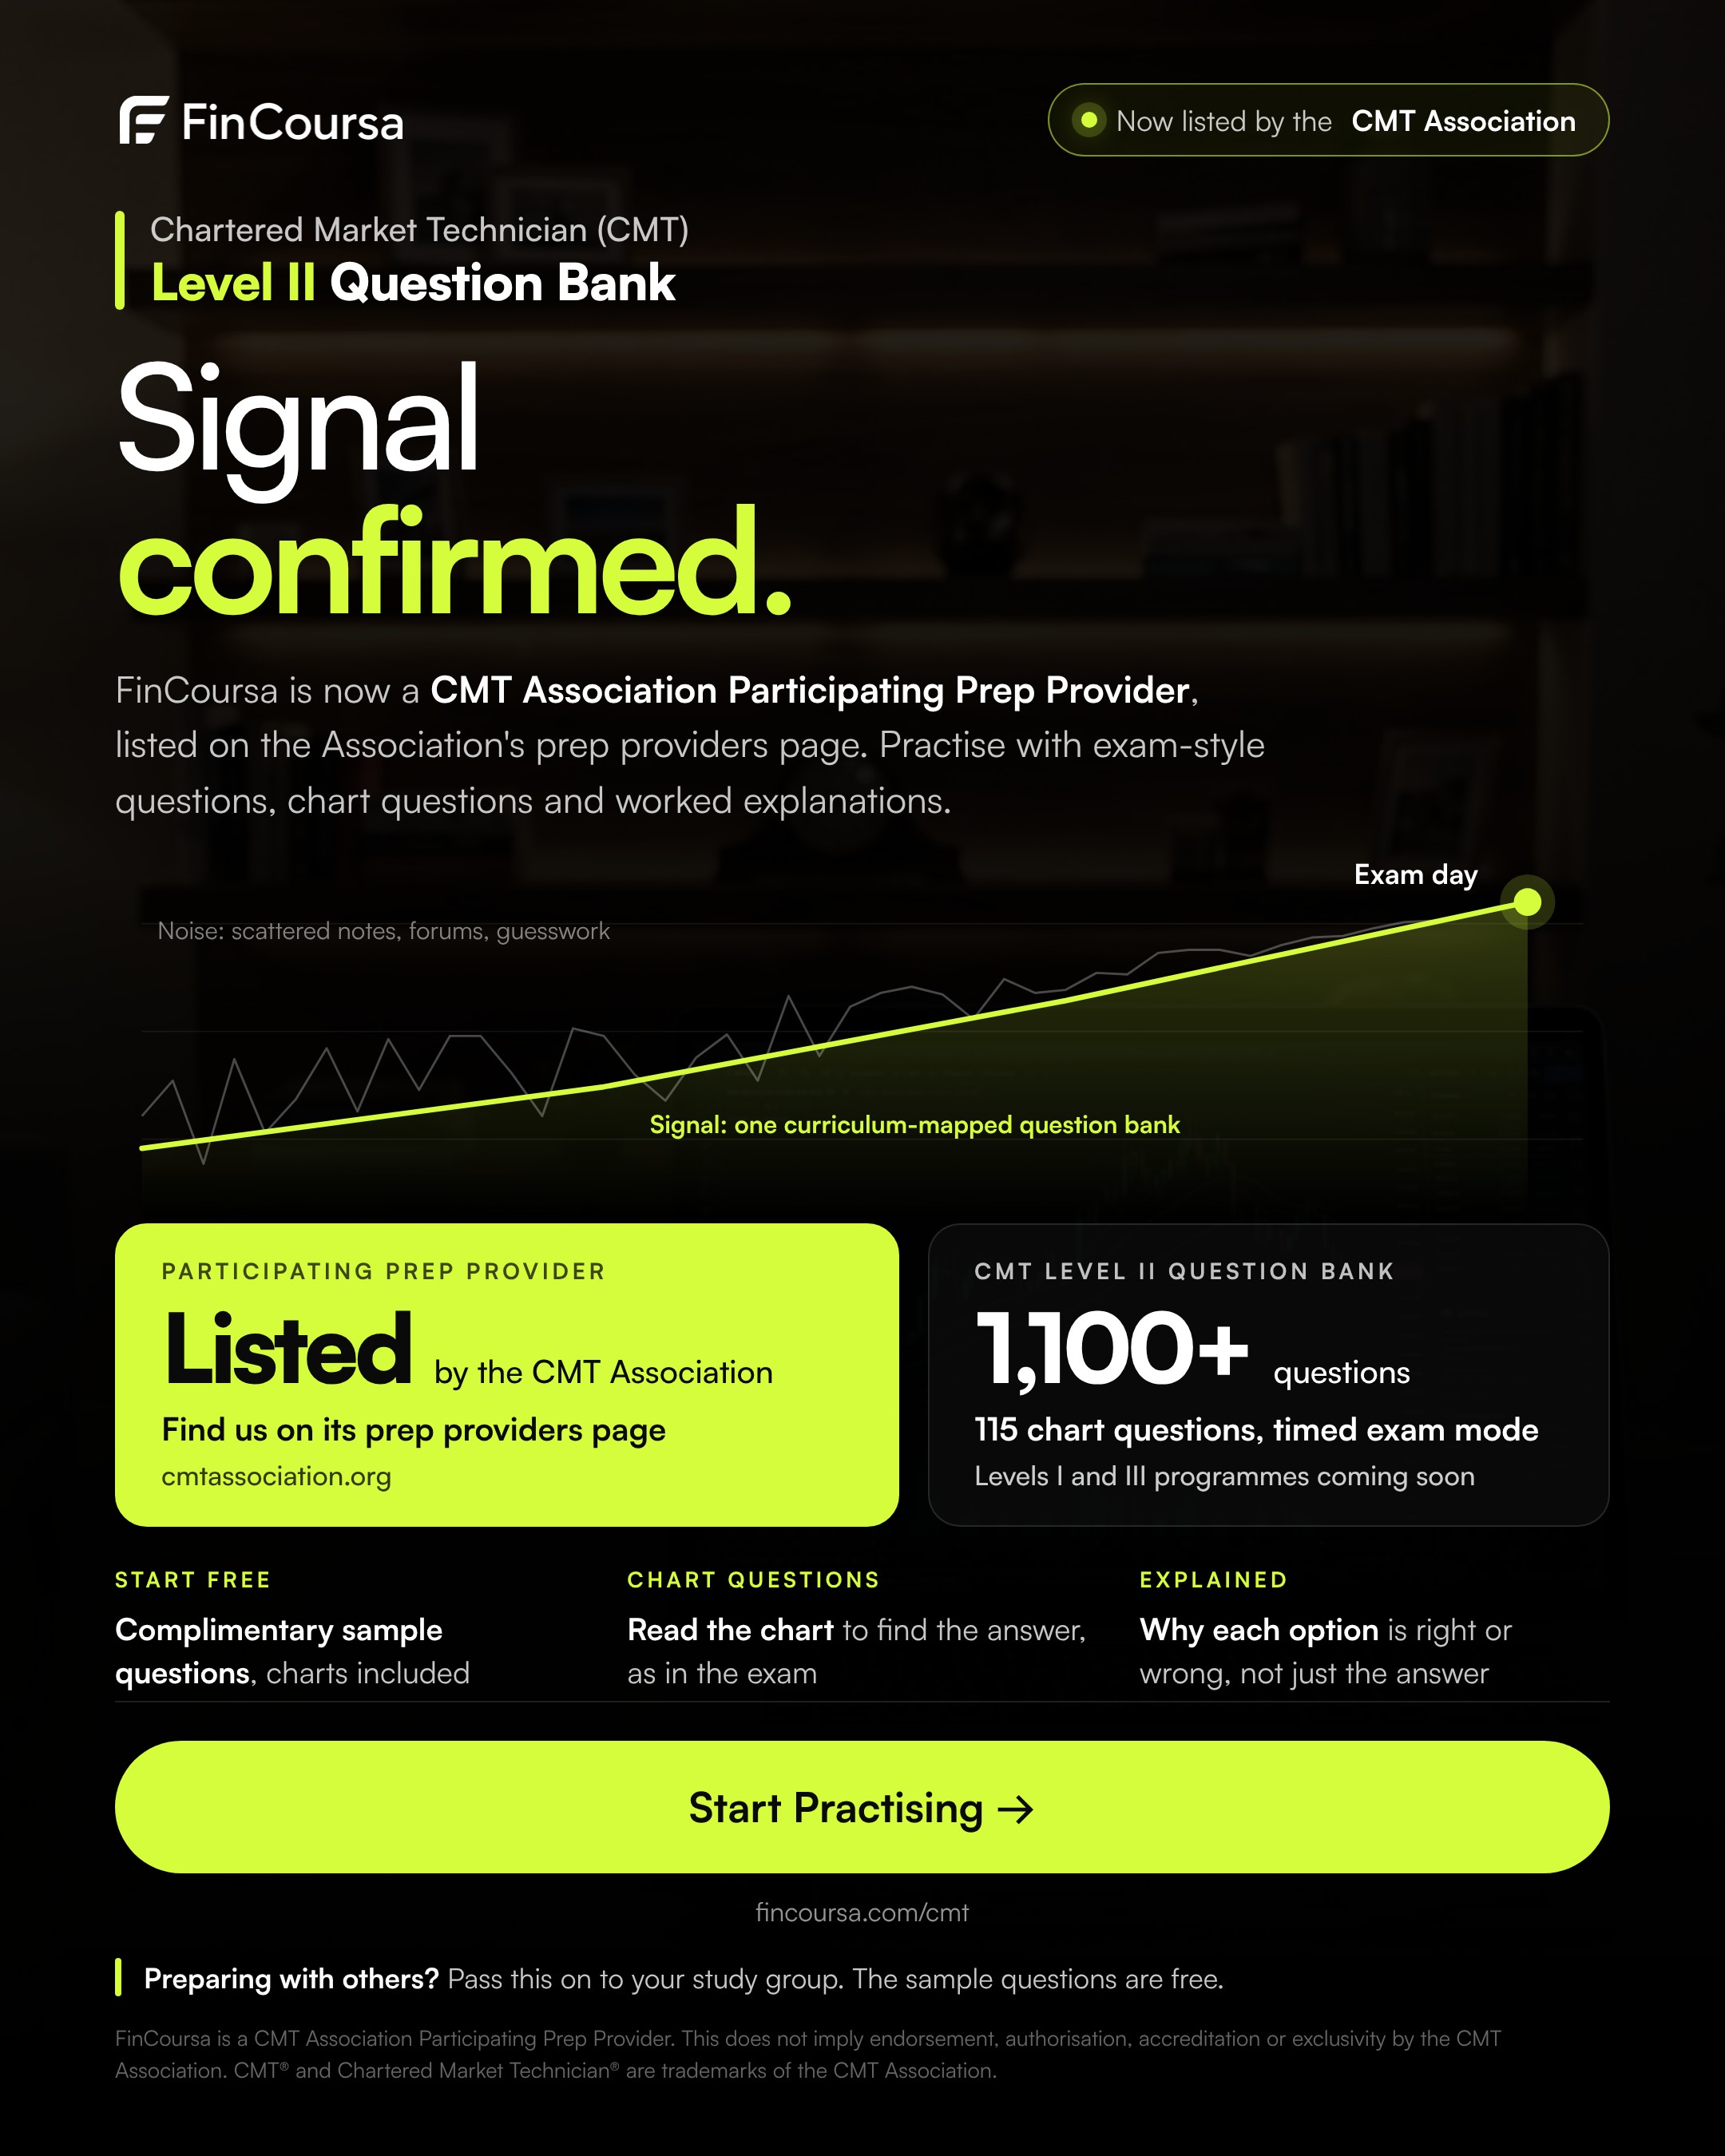 FinCoursa
Now listed by the CMT Association
Chartered Market Technician (CMT)
Level II Question Bank
Signal
confirmed.
FinCoursa is now a CMT Association Participating Prep Provider,
listed on the Association's prep providers page. Practise with exam-style
questions, chart questions and worked explanations.
Exam day
Noise: scattered notes, forums, guesswork
Signal: one curriculum-mapped question bank
PARTICIPATING PREP PROVIDER
Listed by the CMT Association
Find us on its prep providers page
cmtassociation.org
CMT LEVEL II QUESTION BANK
1,100+ questions
115 chart questions, timed exam mode
Levels I and III programmes coming soon
START FREE
Complimentary sample
questions, charts included
CHART QUESTIONS
Read the chart to find the answer,
as in the exam
EXPLAINED
Why each option is right or
wrong, not just the answer
Start Practising →
fincoursa.com/cmt
Preparing with others? Pass this on to your study group. The sample questions are free.
FinCoursa is a CMT Association Participating Prep Provider. This does not imply endorsement, authorisation, accreditation or exclusivity by the CMT
Association. CMT® and Chartered Market Technician® are trademarks of the CMT Association.